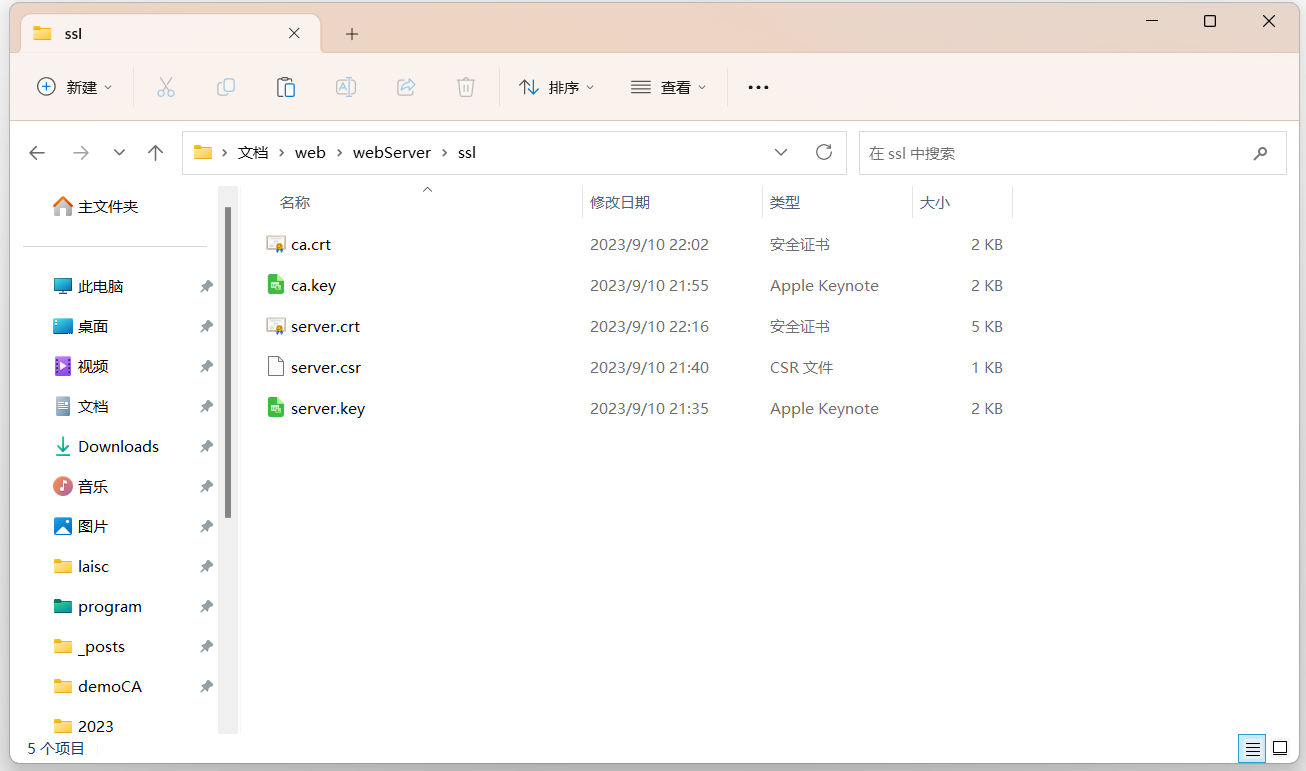 ssl
新建
排序
查看
文档 > web > webServer > ssl
在 ssl 中搜索
主文件夹
此电脑
桌面
视频
文档
Downloads
音乐
图片
laisc
program
_posts
demoCA
2023
名称 修改日期 类型 大小
ca.crt 2023/9/10 22:02 安全证书 2 KB
ca.key 2023/9/10 21:55 Apple Keynote 2 KB
server.crt 2023/9/10 22:16 安全证书 5 KB
server.csr 2023/9/10 21:40 CSR 文件 1 KB
server.key 2023/9/10 21:35 Apple Keynote 2 KB
5 个项目